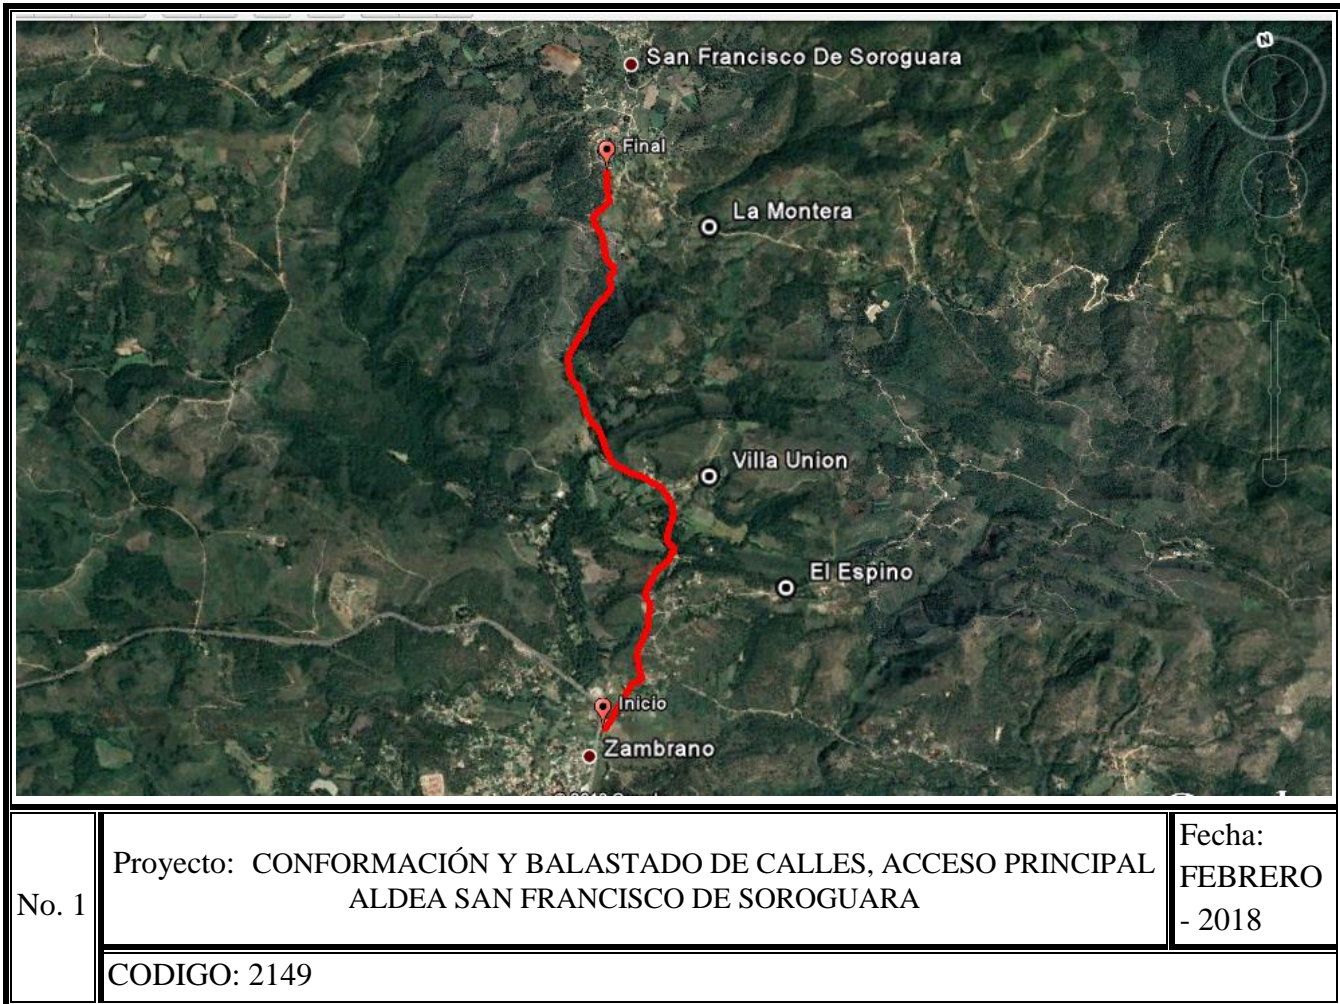 N
San Francisco De Soroguara
Final
La Montera
Villa Union
El Espino
Inicio
Zambrano
No. 1
Proyecto: CONFORMACIÓN Y BALASTADO DE CALLES, ACCESO PRINCIPAL
ALDEA SAN FRANCISCO DE SOROGUARA
Fecha:
FEBRERO
- 2018
CODIGO: 2149